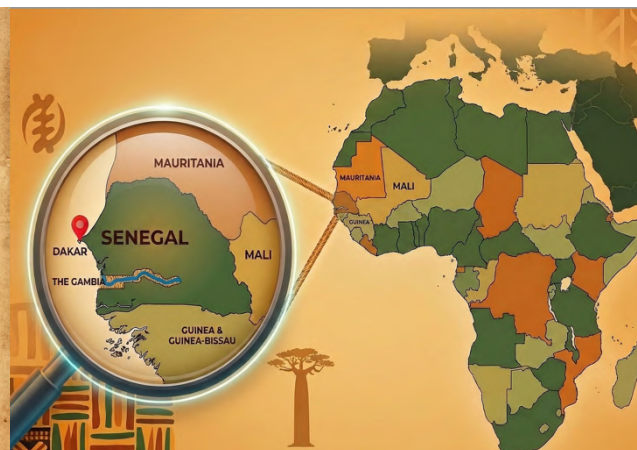 MAURITANIA
SENEGAL
DAKAR
MALI
THE GAMBIA
GUINEA &
GUINEA-BISSAU
MAURITANIA
MALI
GUINEA